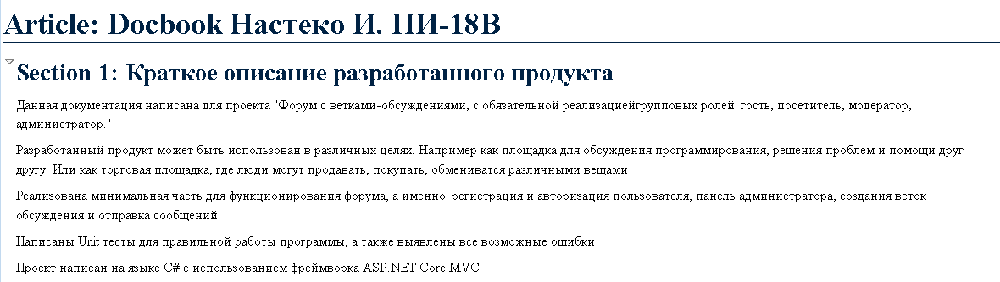 Article: Docbook Настеко И. ПИ-18В
Section 1: Краткое описание разработанного продукта
Данная документация написана для проекта "Форум с ветками-обсуждениями, с обязательной реализациейгрупповых ролей: гость, посетитель, модератор,
администратор."
Разработанный продукт может быть использован в различных целях. Например как площадка для обсуждения программирования, решения проблем и помощи друг
другу. Или как торговая площадка, где люди могут продавать, покупать, обмениватся различными вещами
Реализована минимальная часть для функционирования форума, а именно: регистрация и авторизация пользователя, панель администратора, создания веток
обсуждения и отправка сообщений
Написаны Unit тесты для правильной работы программы, а также выявлены все возможные ошибки
Проект написан на языке C# с использованием фреймворка ASP.NET Core MVC